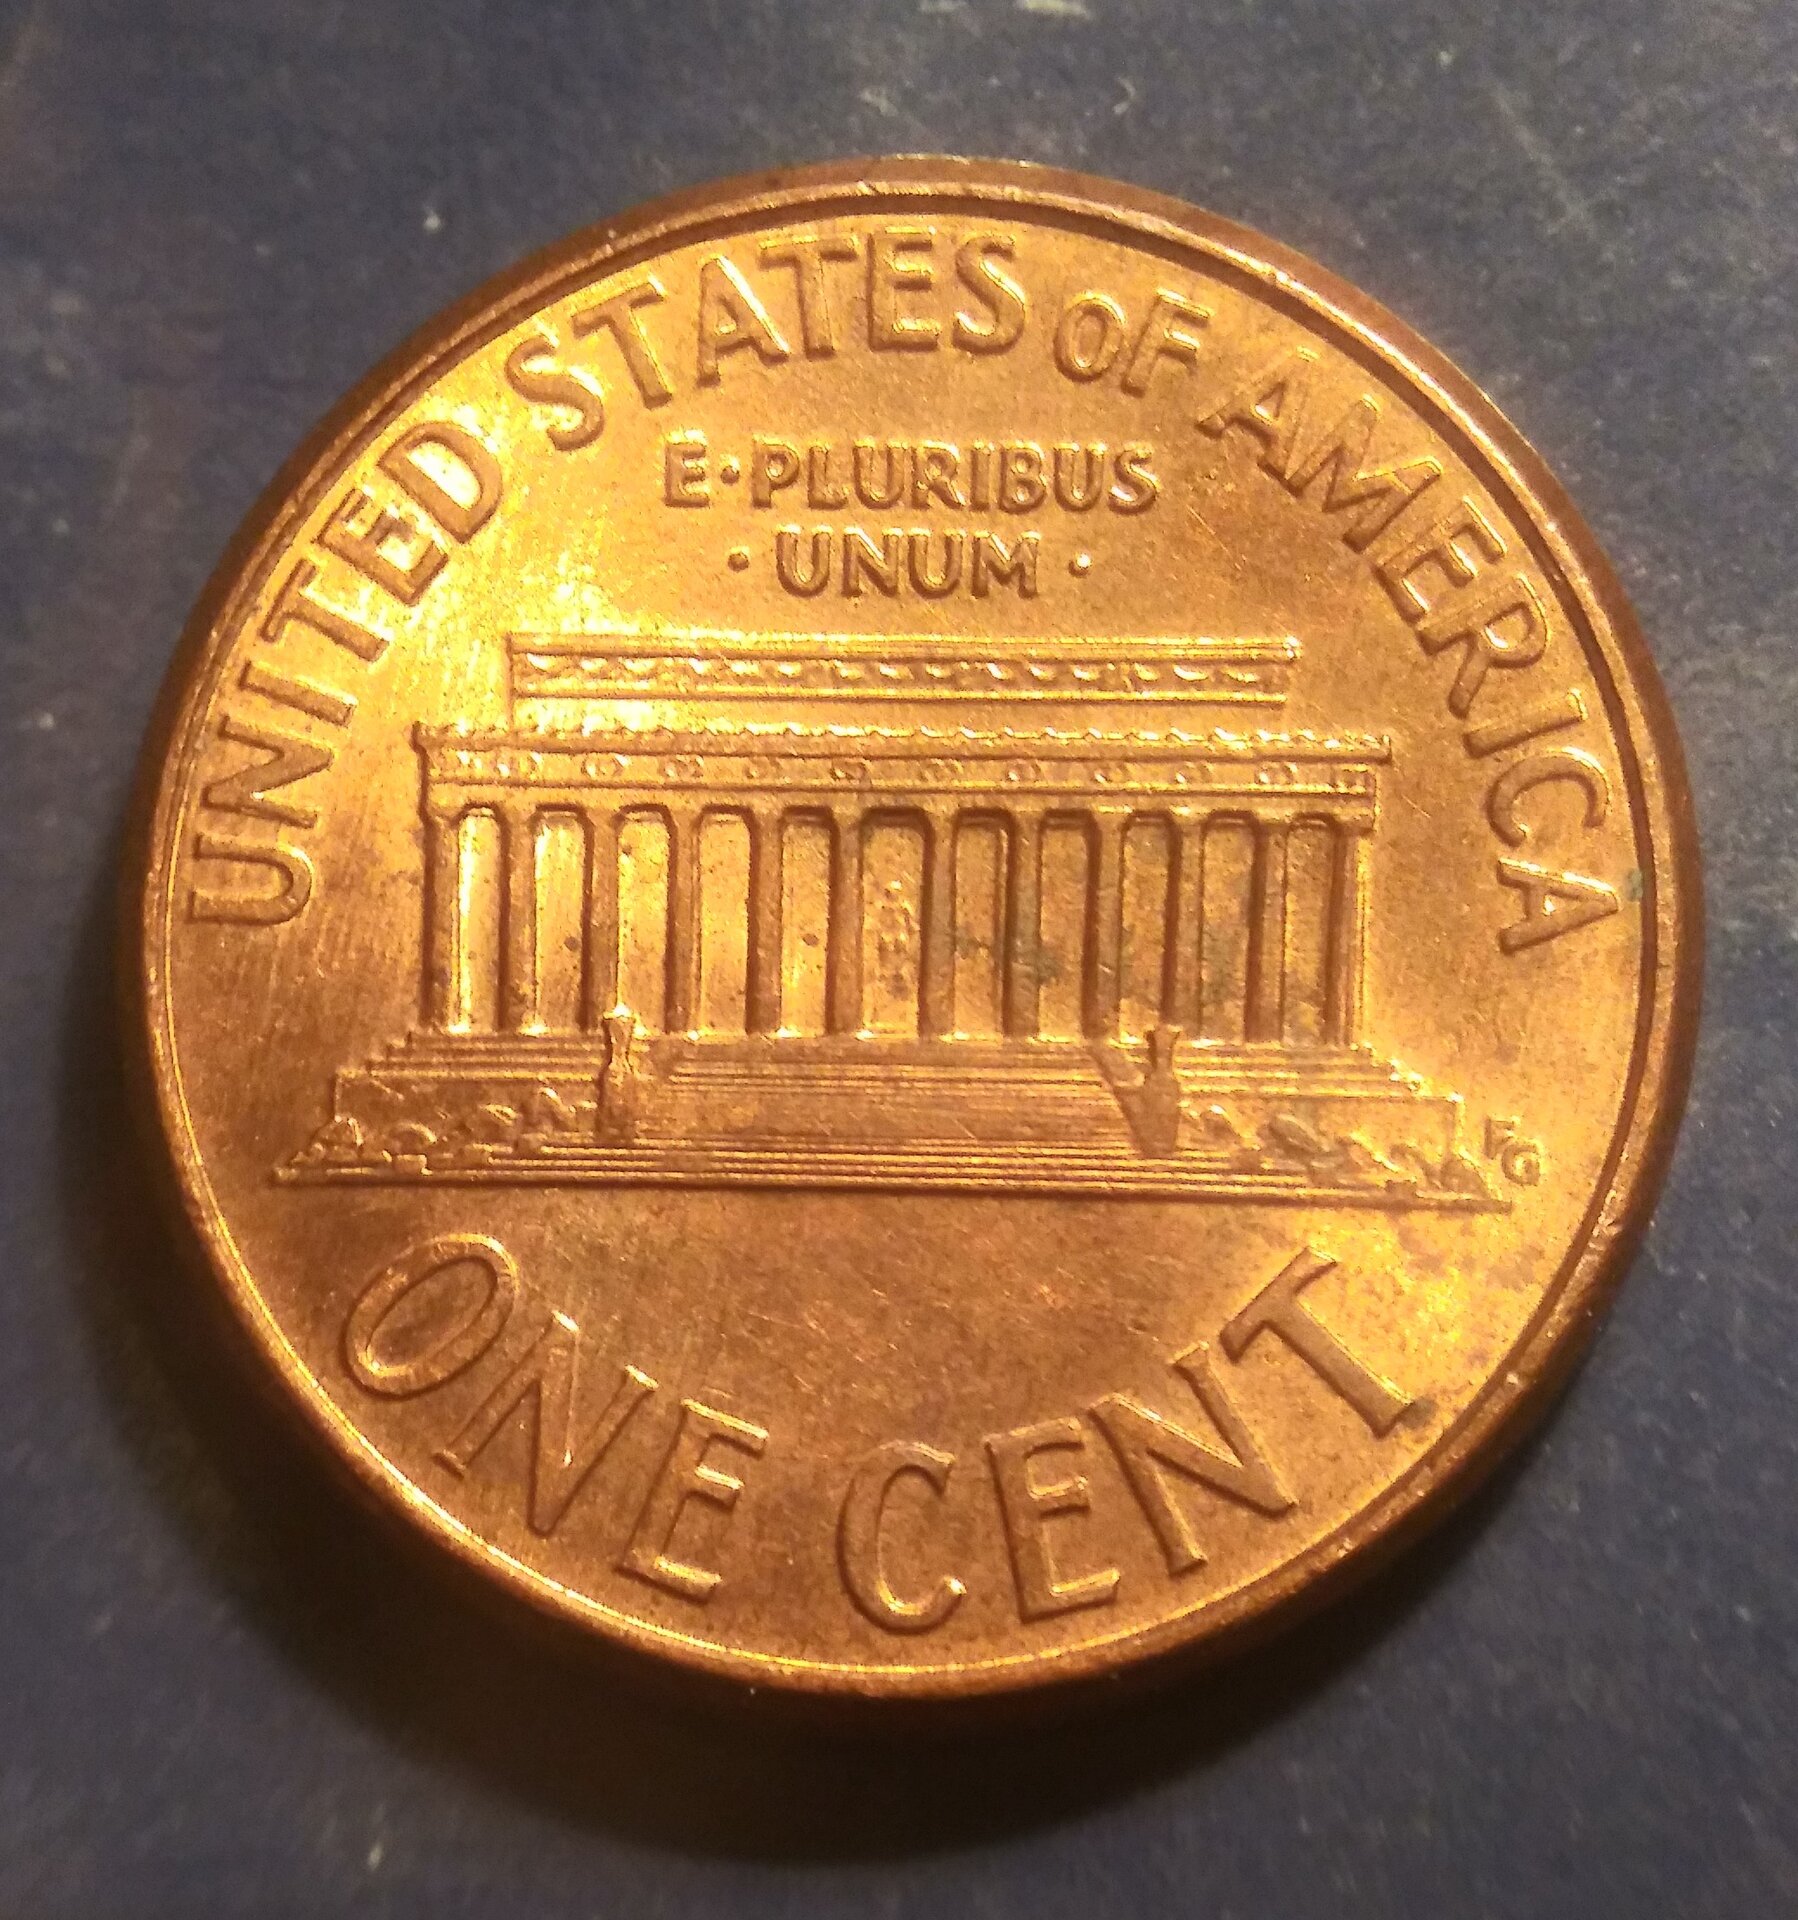 UNITED STATES OF AMERICA
E·PLURIBUS
·UNUM·
FG
ONE CENT